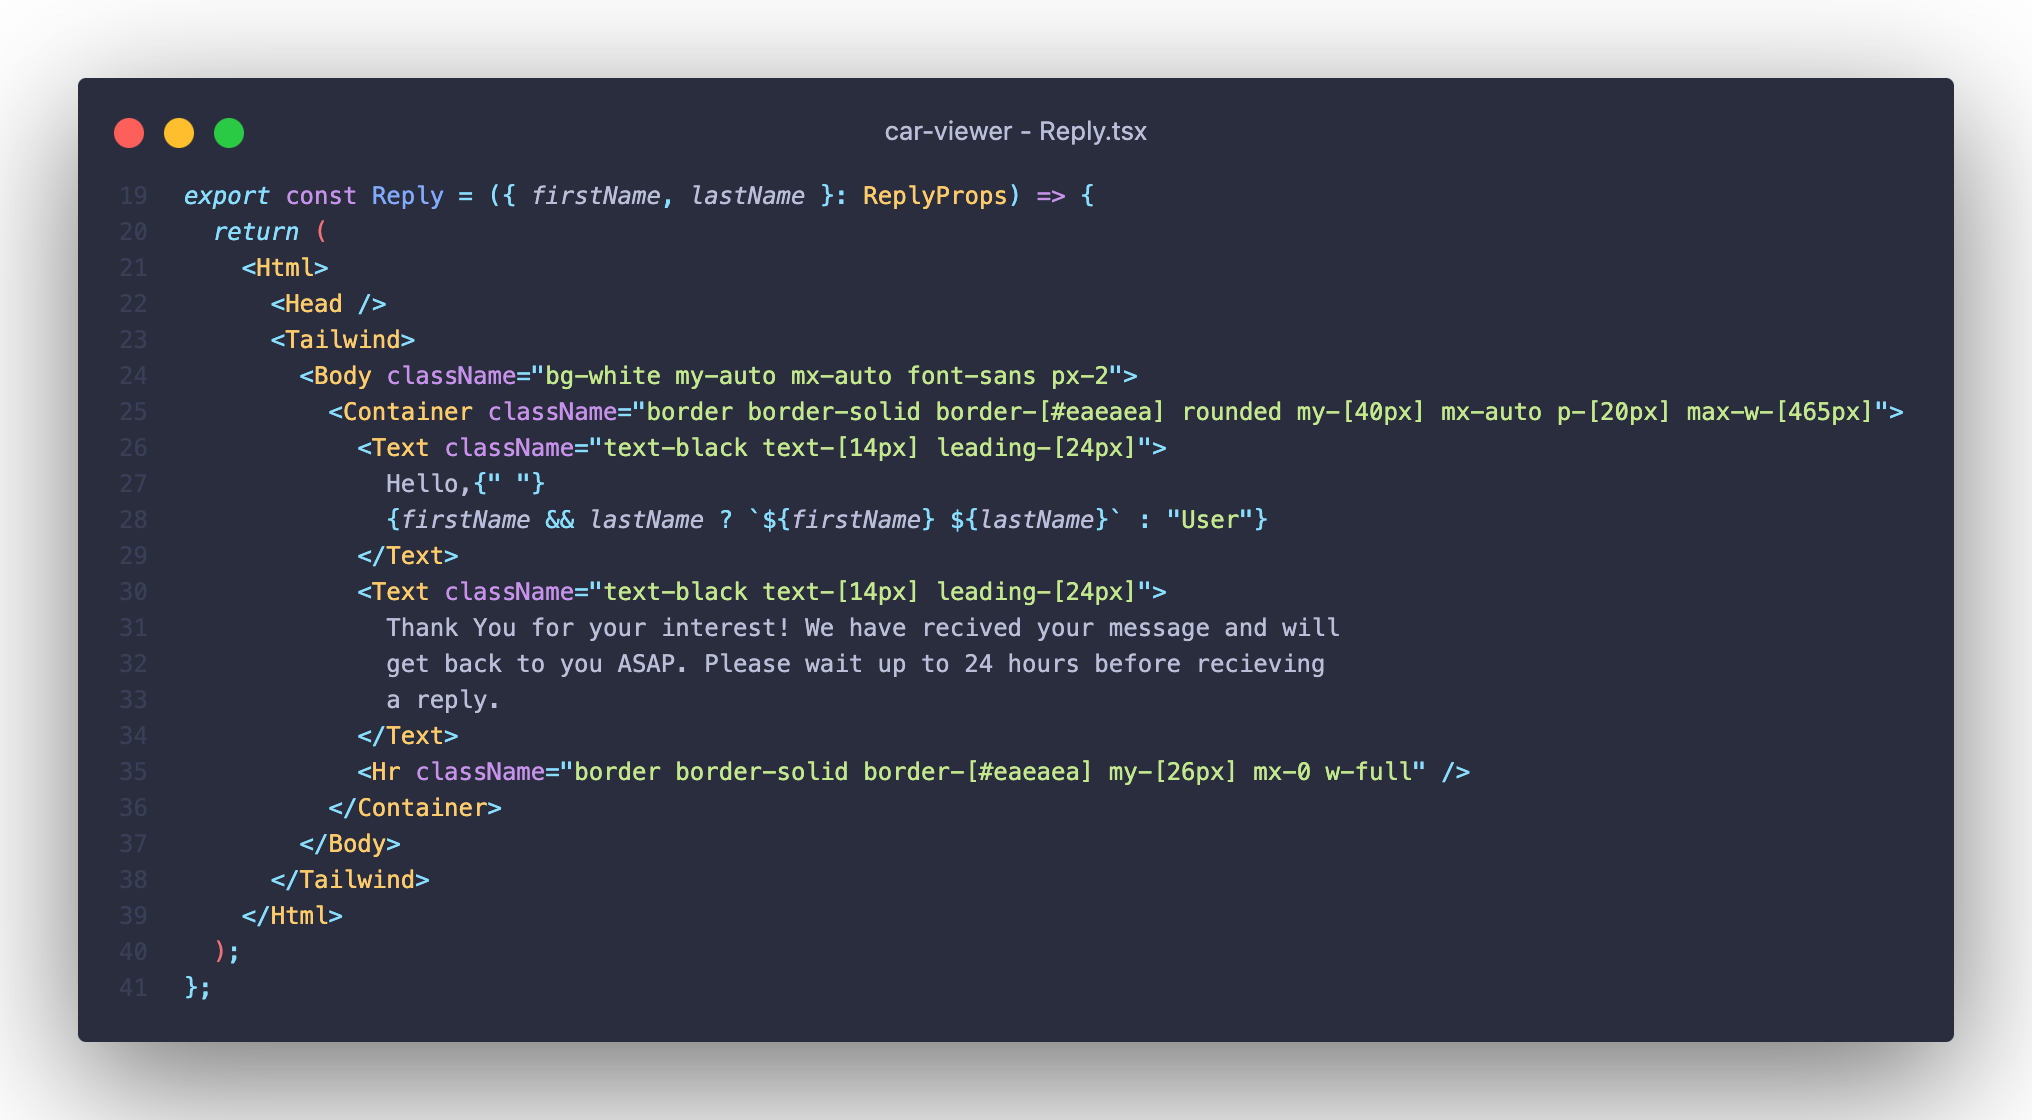 car-viewer - Reply.tsx
19 export const Reply = ({ firstName, lastName }: ReplyProps) => {
20   return (
21     <Html>
22       <Head />
23       <Tailwind>
24         <Body className="bg-white my-auto mx-auto font-sans px-2">
25           <Container className="border border-solid border-[#eaeaea] rounded my-[40px] mx-auto p-[20px] max-w-[465px]">
26             <Text className="text-black text-[14px] leading-[24px]">
27               Hello,{" "}
28               {firstName && lastName ? `${firstName} ${lastName}` : "User"}
29             </Text>
30             <Text className="text-black text-[14px] leading-[24px]">
31               Thank You for your interest! We have recived your message and will
32               get back to you ASAP. Please wait up to 24 hours before recieving
33               a reply.
34             </Text>
35             <Hr className="border border-solid border-[#eaeaea] my-[26px] mx-0 w-full" />
36           </Container>
37         </Body>
38       </Tailwind>
39     </Html>
40   );
41 };